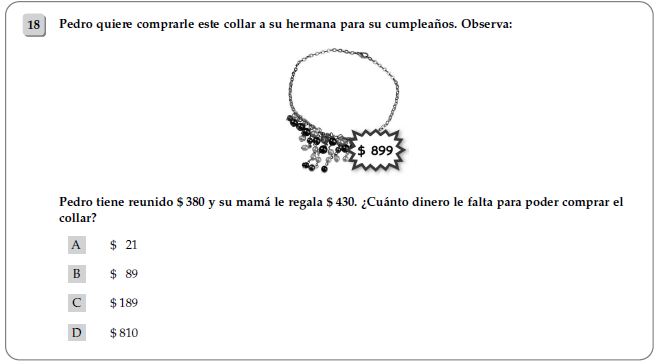 18 Pedro quiere comprarle este collar a su hermana para su cumpleaños. Observa:
$ 899
Pedro tiene reunido $ 380 y su mamá le regala $ 430. ¿Cuánto dinero le falta para poder comprar el
collar?
A $ 21
B $ 89
C $ 189
D $ 810